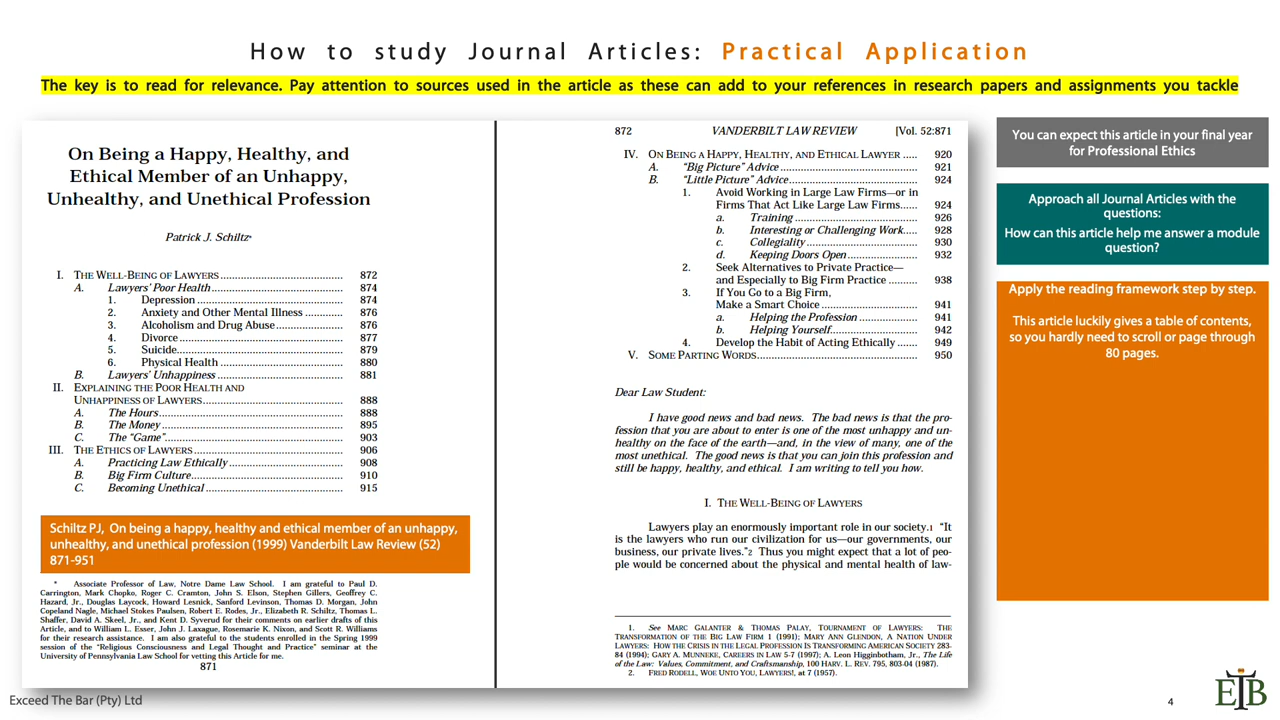 How to study Journal Articles: Practical Application
The key is to read for relevance. Pay attention to sources used in the article as these can add to your references in research papers and assignments you tackle
On Being a Happy, Healthy, and
Ethical Member of an Unhappy,
Unhealthy, and Unethical Profession
Patrick J. Schiltz*
I. THE WELL-BEING OF LAWYERS 872
A. Lawyers' Poor Health 874
1. Depression 874
2. Anxiety and Other Mental Illness 876
3. Alcoholism and Drug Abuse 876
4. Divorce 877
5. Suicide 879
6. Physical Health 880
B. Lawyers' Unhappiness 881
II. EXPLAINING THE POOR HEALTH AND
UNHAPPINESS OF LAWYERS 888
A. The Hours 888
B. The Money 895
C. The "Game" 903
III. THE ETHICS OF LAWYERS 906
A. Practicing Law Ethically 908
B. Big Firm Culture 910
C. Becoming Unethical 915
Schiltz PJ, On being a happy, healthy and ethical member of an unhappy,
unhealthy, and unethical profession (1999) Vanderbilt Law Review (52)
871-951
* Associate Professor of Law, Notre Dame Law School. I am grateful to Paul D.
Carrington, Mark Chopko, Roger C. Cramton, John S. Elson, Stephen Gillers, Geoffrey C.
Hazard, Jr., Douglas Laycock, Howard Lesnick, Sanford Levinson, Thomas D. Morgan, John
Copeland Nagle, Michael Stokes Paulsen, Robert E. Rodes, Jr., Elizabeth R. Schiltz, Thomas L.
Shaffer, David A. Skeel, Jr., and Kent D. Syverud for their comments on earlier drafts of this
Article, and to William L. Esser, John J. Laxague, Rosemarie K. Nixon, and Scott R. Williams
for their research assistance. I am also grateful to the students enrolled in the Spring 1999
session of the "Religious Consciousness and Legal Thought and Practice" seminar at the
University of Pennsylvania Law School for vetting this Article for me.
871
872 VANDERBILT LAW REVIEW [Vol. 52:871
IV. ON BEING A HAPPY, HEALTHY, AND ETHICAL LAWYER ..... 920
A. "Big Picture" Advice 921
B. "Little Picture" Advice 924
1. Avoid Working in Large Law Firms—or in
Firms That Act Like Large Law Firms...... 924
a. Training 926
b. Interesting or Challenging Work..... 928
c. Collegiality 930
d. Keeping Doors Open 932
2. Seek Alternatives to Private Practice—
and Especially to Big Firm Practice 938
3. If You Go to a Big Firm,
Make a Smart Choice 941
a. Helping the Profession 941
b. Helping Yourself 942
4. Develop the Habit of Acting Ethically ....... 949
V. SOME PARTING WORDS 950
Dear Law Student:
I have good news and bad news. The bad news is that the pro-
fession that you are about to enter is one of the most unhappy and un-
healthy on the face of the earth—and, in the view of many, one of the
most unethical. The good news is that you can join this profession and
still be happy, healthy, and ethical. I am writing to tell you how.
I. THE WELL-BEING OF LAWYERS
Lawyers play an enormously important role in our society.1 "It
is the lawyers who run our civilization for us—our governments, our
business, our private lives."2 Thus you might expect that a lot of peo-
ple would be concerned about the physical and mental health of law-
1. See MARC GALANTER & THOMAS PALAY, TOURNAMENT OF LAWYERS: THE
TRANSFORMATION OF THE BIG LAW FIRM 1 (1991); MARY ANN GLENDON, A NATION UNDER
LAWYERS: HOW THE CRISIS IN THE LEGAL PROFESSION IS TRANSFORMING AMERICAN SOCIETY 283-
84 (1994); GARY A. MUNNEKE, CAREERS IN LAW 5-7 (1997); A. Leon Higginbotham, Jr., The Life
of the Law: Values, Commitment, and Craftsmanship, 100 HARV. L. REV. 795, 803-04 (1987).
2. FRED RODELL, WOE UNTO YOU, LAWYERS!, at 7 (1957).
You can expect this article in your final year
for Professional Ethics
Approach all Journal Articles with the
questions:
How can this article help me answer a module
question?
Apply the reading framework step by step.
This article luckily gives a table of contents,
so you hardly need to scroll or page through
80 pages.
Exceed The Bar (Pty) Ltd
4
ETB